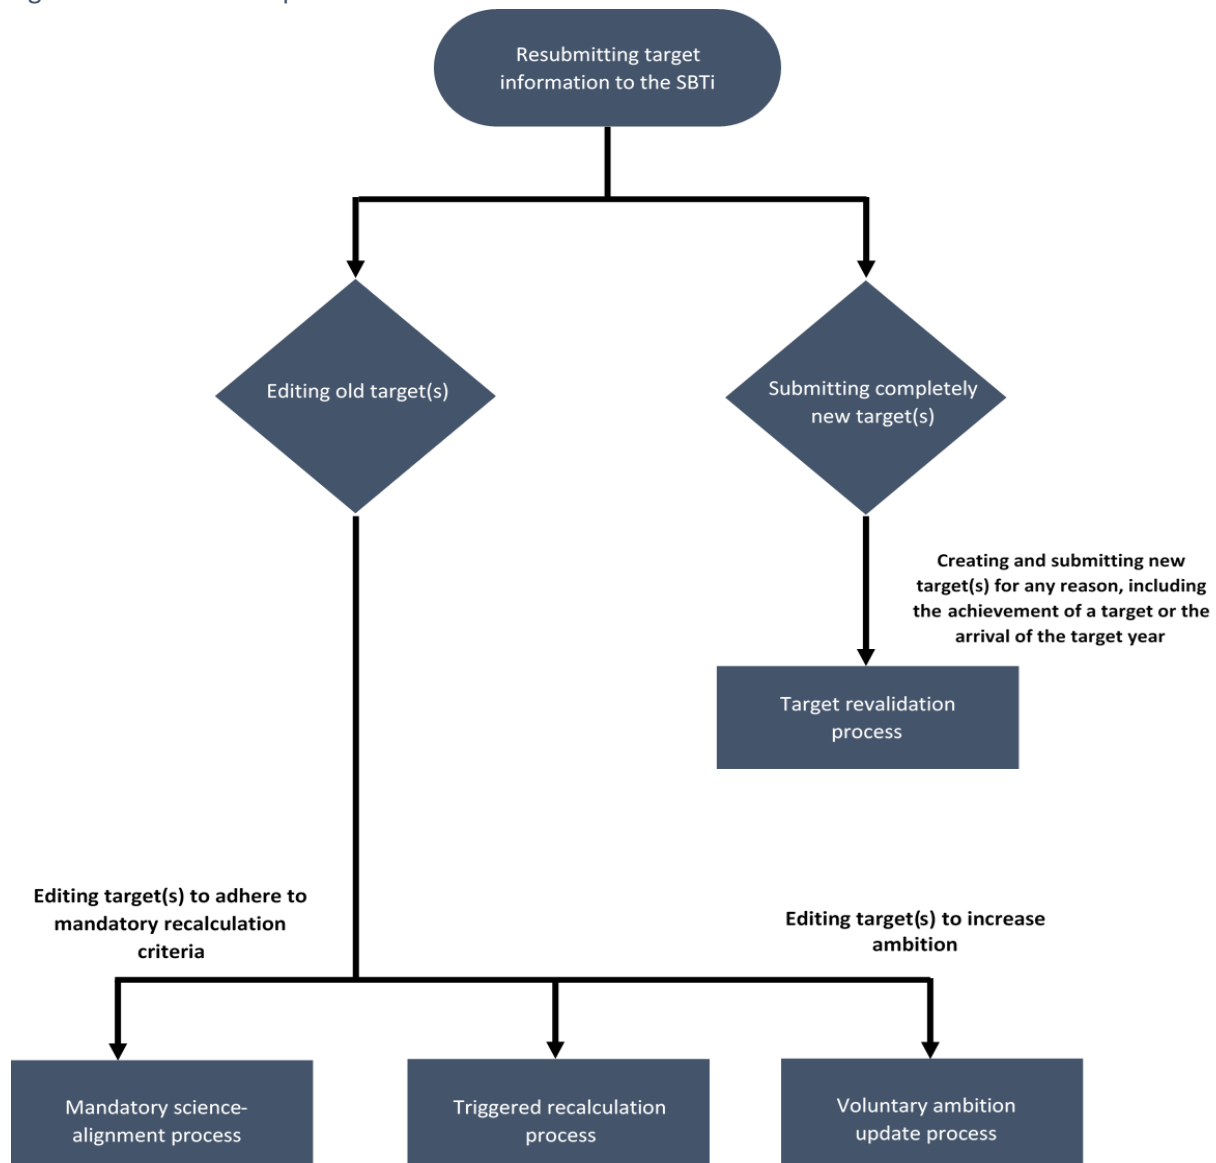 Resubmitting target
information to the SBTi
Editing old target(s)
Submitting completely
new target(s)
Creating and submitting new
target(s) for any reason, including
the achievement of a target or the
arrival of the target year
Target revalidation
process
Editing target(s) to adhere to
mandatory recalculation
criteria
Editing target(s) to increase
ambition
Mandatory science-
alignment process
Triggered recalculation
process
Voluntary ambition
update process